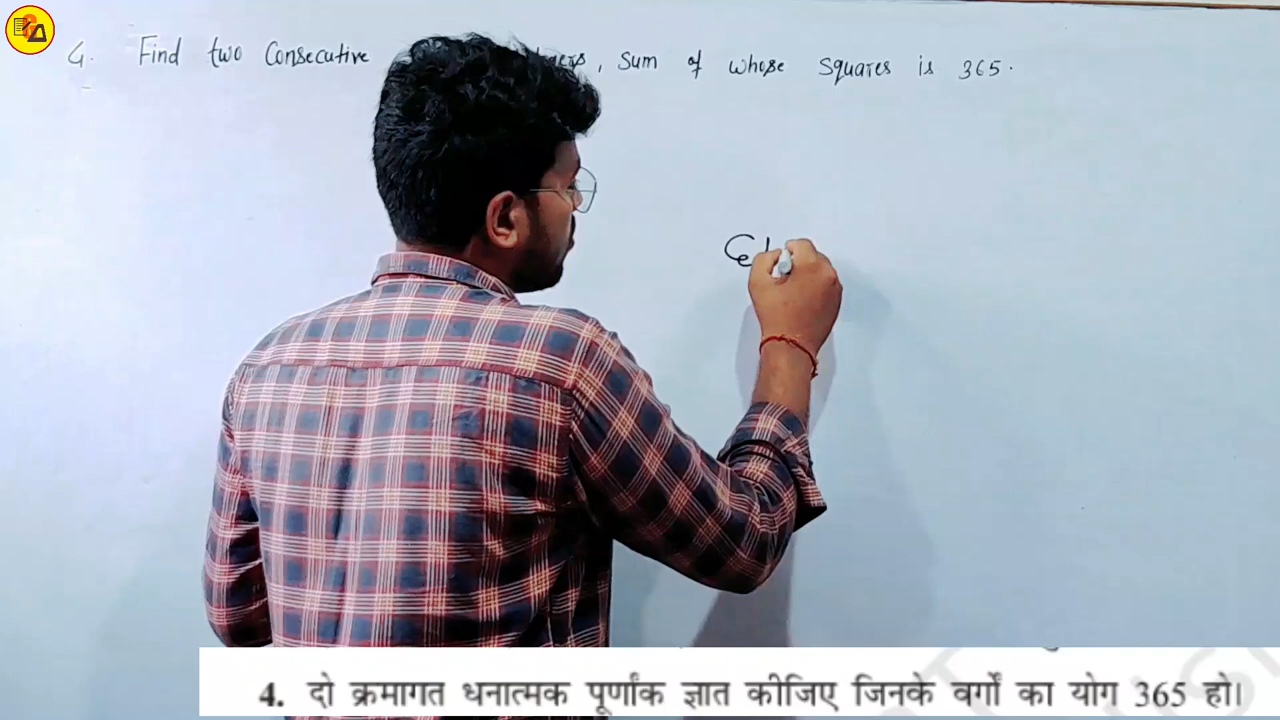 4. Find two Consecutive , Sum of whose Squares is 365.
4. दो क्रमागत धनात्मक पूर्णांक ज्ञात कीजिए जिनके वर्गों का योग 365 हो।